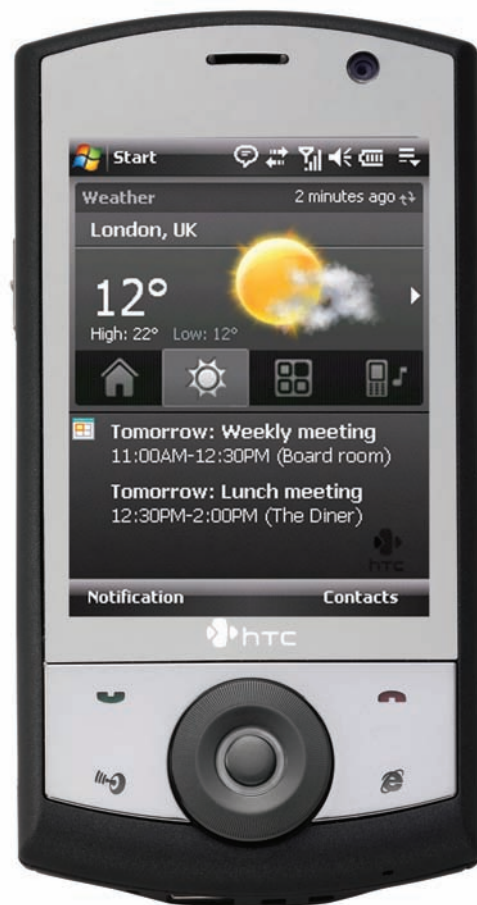 Start
Weather 2 minutes ago
London, UK
12°
High: 22° Low: 12°
Tomorrow: Weekly meeting
11:00AM-12:30PM (Board room)
Tomorrow: Lunch meeting
12:30PM-2:00PM (The Diner)
hTC
Notification Contacts
hTC